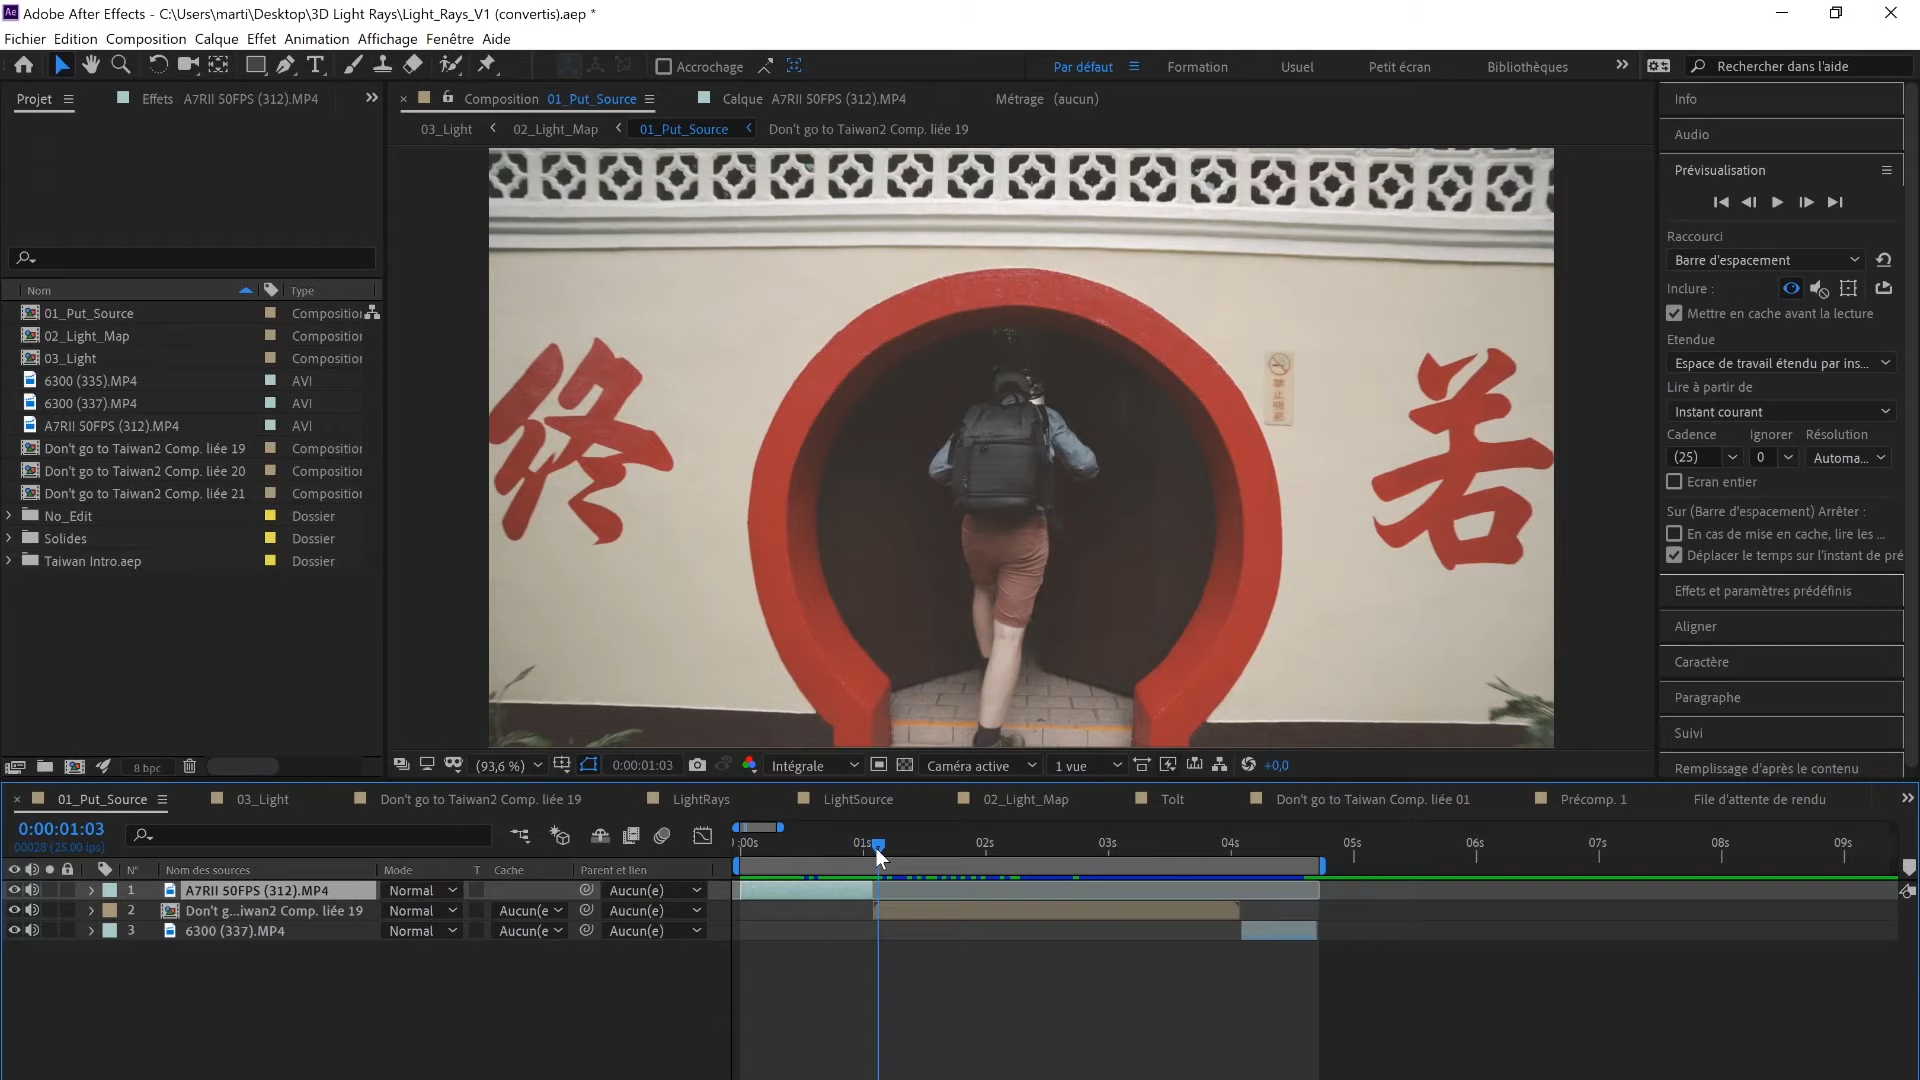 Adobe After Effects - C:\Users\marti\Desktop\3D Light Rays\Light_Rays_V1 (convertis).aep *
Fichier Edition Composition Calque Effet Animation Affichage Fenêtre Aide
Accrochage
Par défaut
Formation
Usuel
Petit écran
Bibliothèques
Rechercher dans l'aide
Projet
Effets A7RII 50FPS (312).MP4
Composition 01_Put_Source
Calque A7RII 50FPS (312).MP4
Métrage (aucun)
03_Light
02_Light_Map
01_Put_Source
Don't go to Taiwan2 Comp. liée 19
Nom
Type
01_Put_Source Composition
02_Light_Map Composition
03_Light Composition
6300 (335).MP4 AVI
6300 (337).MP4 AVI
A7RII 50FPS (312).MP4 AVI
Don't go to Taiwan2 Comp. liée 19 Composition
Don't go to Taiwan2 Comp. liée 20 Composition
Don't go to Taiwan2 Comp. liée 21 Composition
No_Edit Dossier
Solides Dossier
Taiwan Intro.aep Dossier
8 bpc
终
若
禁止吸菸
(93,6 %)
0:00:01:03
Intégrale
Caméra active
1 vue
+0,0
Info
Audio
Prévisualisation
Raccourci
Barre d'espacement
Inclure :
Mettre en cache avant la lecture
Etendue
Espace de travail étendu par ins...
Lire à partir de
Instant courant
Cadence Ignorer Résolution
(25) 0 Automa...
Ecran entier
Sur (Barre d'espacement) Arrêter :
En cas de mise en cache, lire les ...
Déplacer le temps sur l'instant de pré
Effets et paramètres prédéfinis
Aligner
Caractère
Paragraphe
Suivi
Remplissage d'après le contenu
01_Put_Source
03_Light
Don't go to Taiwan2 Comp. liée 19
LightRays
LightSource
02_Light_Map
Tolt
Don't go to Taiwan Comp. liée 01
Précomp. 1
File d'attente de rendu
0:00:01:03
00028 (25.00 ips)
:00s 01s 02s 03s 04s 05s 06s 07s 08s 09s
N° Nom des sources Mode T Cache Parent et lien
1 A7RII 50FPS (312).MP4 Normal Aucun(e)
2 Don't g...iwan2 Comp. liée 19 Normal Aucun(e Aucun(e)
3 6300 (337).MP4 Normal Aucun(e Aucun(e)